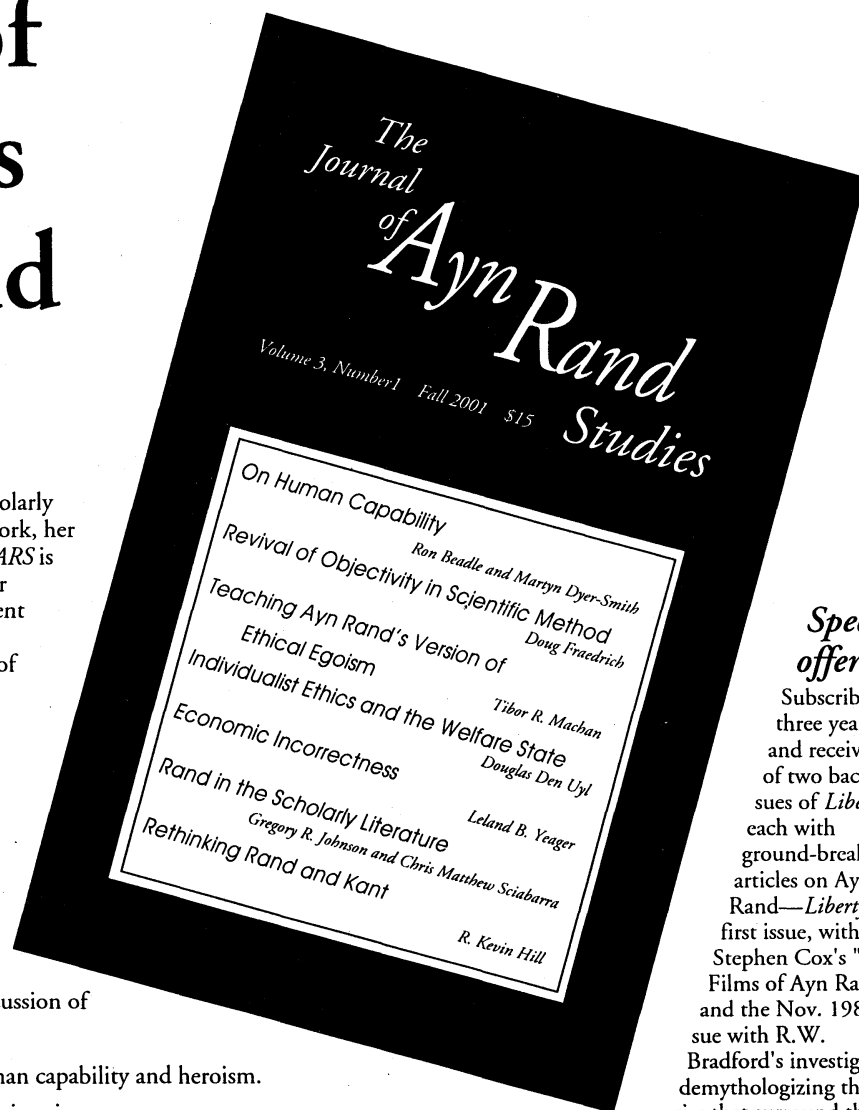 of
s
d
The
Journal
of Ayn Rand
Studies
Volume 3, Number1 Fall 2001 $15
On Human Capability
Ron Beadle and Martyn Dyer-Smith
Revival of Objectivity in Scientific Method
Doug Fraedrich
Teaching Ayn Rand's Version of
Ethical Egoism
Tibor R. Machan
Individualist Ethics and the Welfare State
Douglas Den Uyl
Economic Incorrectness
Leland B. Yeager
Rand in the Scholarly Literature
Gregory R. Johnson and Chris Matthew Sciabarra
Rethinking Rand and Kant
R. Kevin Hill
olarly
ork, her
ARS is
r
ent
of
ussion of
an capability and heroism.
Spe
offer
Subscrib
three yea
and receiv
of two bac
sues of Libe
each with
ground-break
articles on Ay
Rand—Liberty
first issue, with
Stephen Cox's "
Films of Ayn Ra
and the Nov. 198
sue with R.W.
Bradford's investig
demythologizing th